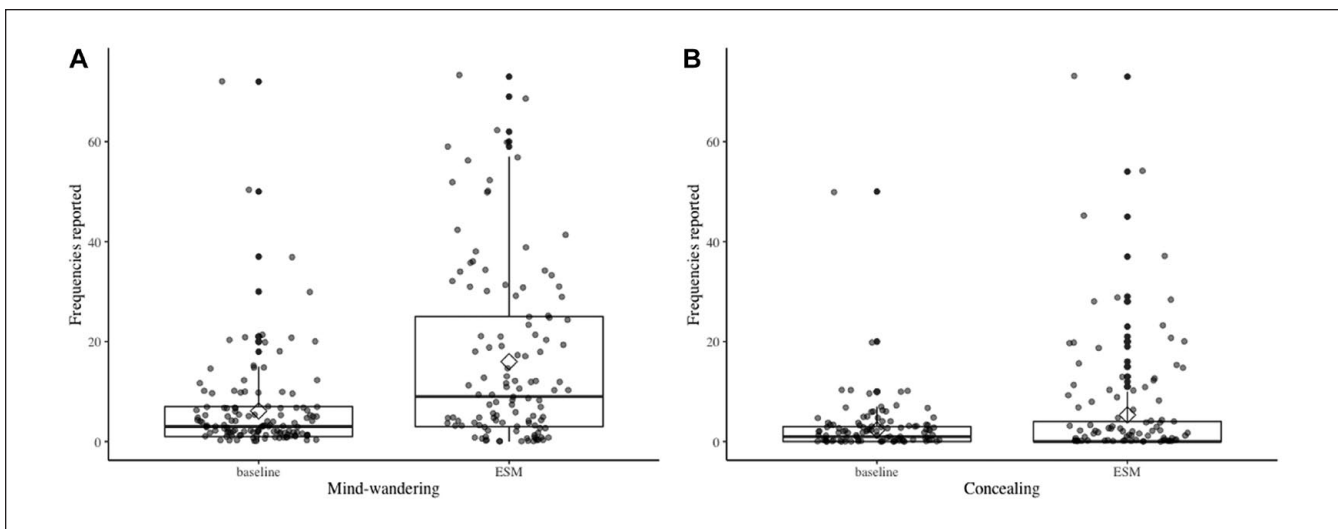 A
Frequencies reported
60
40
20
0
baseline
ESM
Mind-wandering
B
Frequencies reported
60
40
20
0
baseline
ESM
Concealing